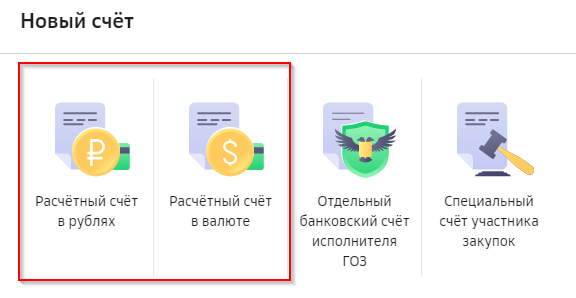 Новый счёт
Расчётный счёт
в рублях
Расчётный счёт
в валюте
Отдельный
банковский счёт
исполнителя
ГОЗ
Специальный
счёт участника
закупок